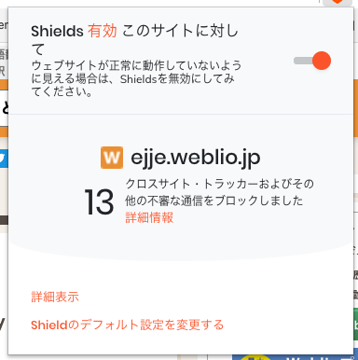 Shields 有効 このサイトに対し
て
ウェブサイトが正常に動作していないよう
に見える場合は、Shieldsを無効にしてみ
てください。
W ejje.weblio.jp
13
クロスサイト・トラッカーおよびその
他の不審な通信をブロックしました
詳細情報
詳細表示
Shieldのデフォルト設定を変更する